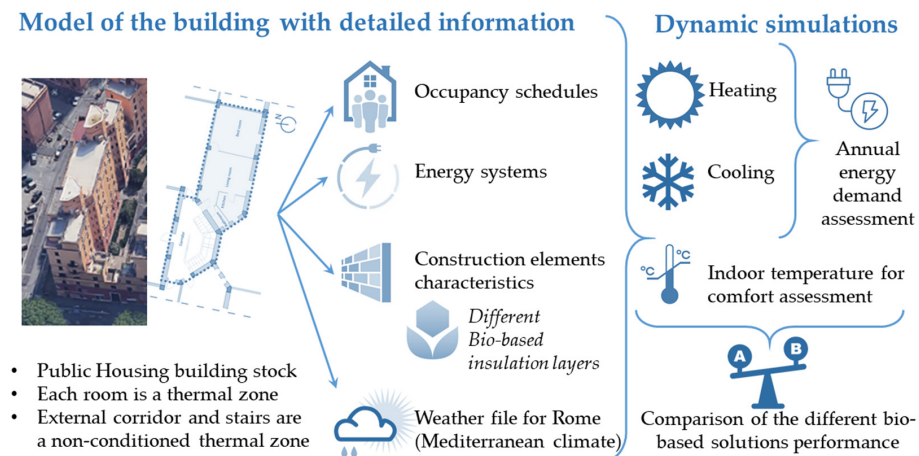 Model of the building with detailed information
Dynamic simulations
Occupancy schedules
Energy systems
Construction elements
characteristics
Different
Bio-based
insulation layers
Weather file for Rome
(Mediterranean climate)
• Public Housing building stock
• Each room is a thermal zone
• External corridor and stairs are
a non-conditioned thermal zone
N
Heating
Cooling
Annual
energy
demand
assessment
°C
°C
Indoor temperature for
comfort assessment
A
B
Comparison of the different bio-
based solutions performance